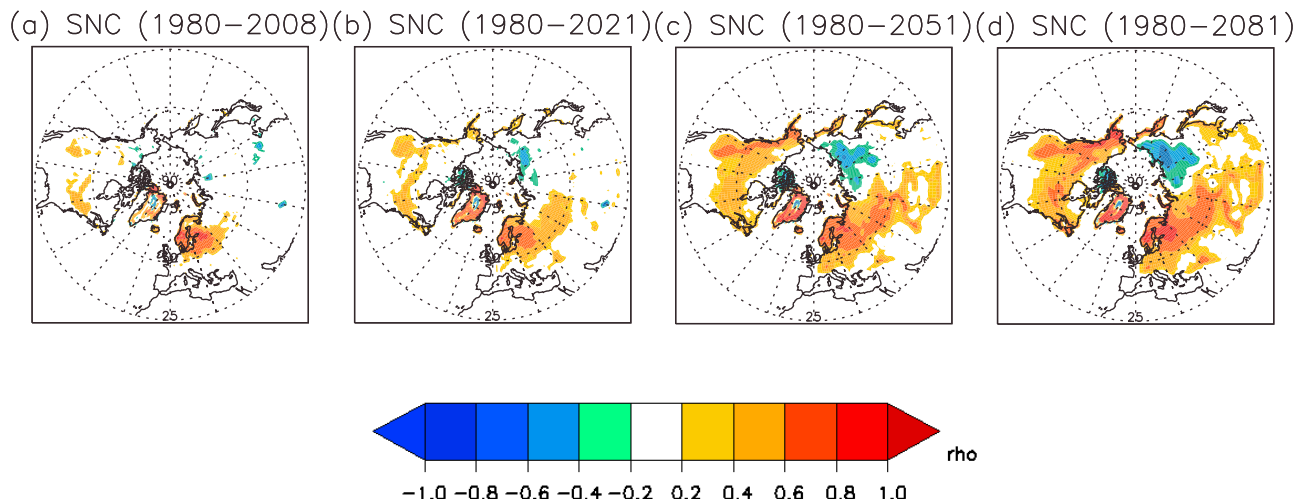 (a) SNC (1980-2008)(b) SNC (1980-2021)(c) SNC (1980-2051)(d) SNC (1980-2081)
25 25 25 25
rho
-1.0 -0.8 -0.6 -0.4 -0.2 0.2 0.4 0.6 0.8 1.0